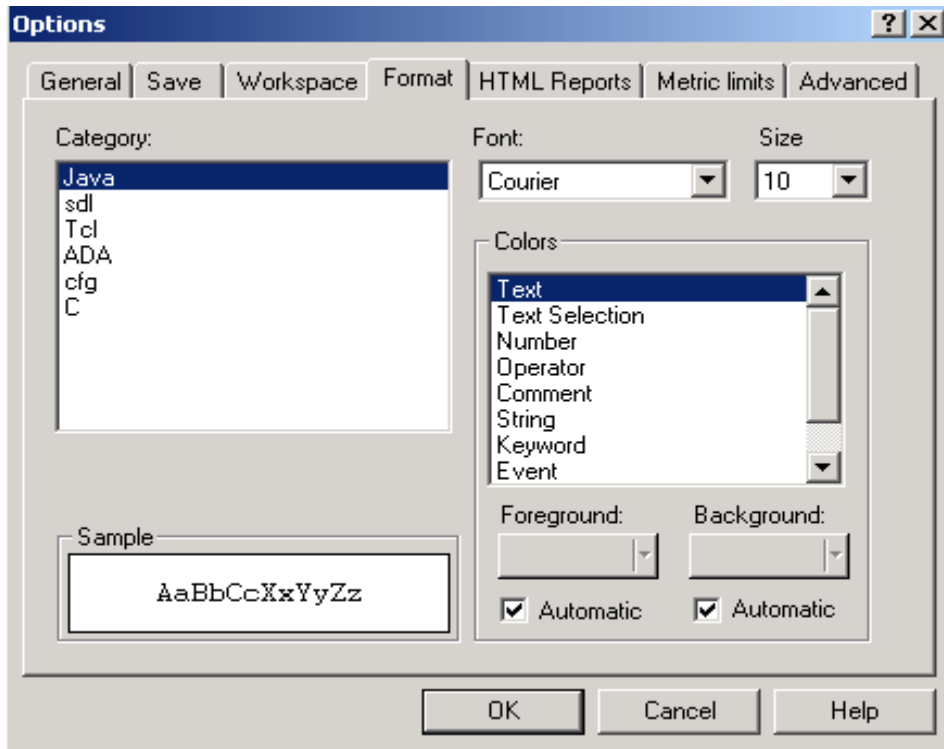 Options
General Save Workspace Format HTML Reports Metric limits Advanced
Category:
Java
sdl
Tcl
ADA
cfg
C
Font:
Courier
Size
10
Colors
Text
Text Selection
Number
Operator
Comment
String
Keyword
Event
Foreground:
Automatic
Background:
Automatic
Sample
AaBbCcXxYyZz
OK Cancel Help